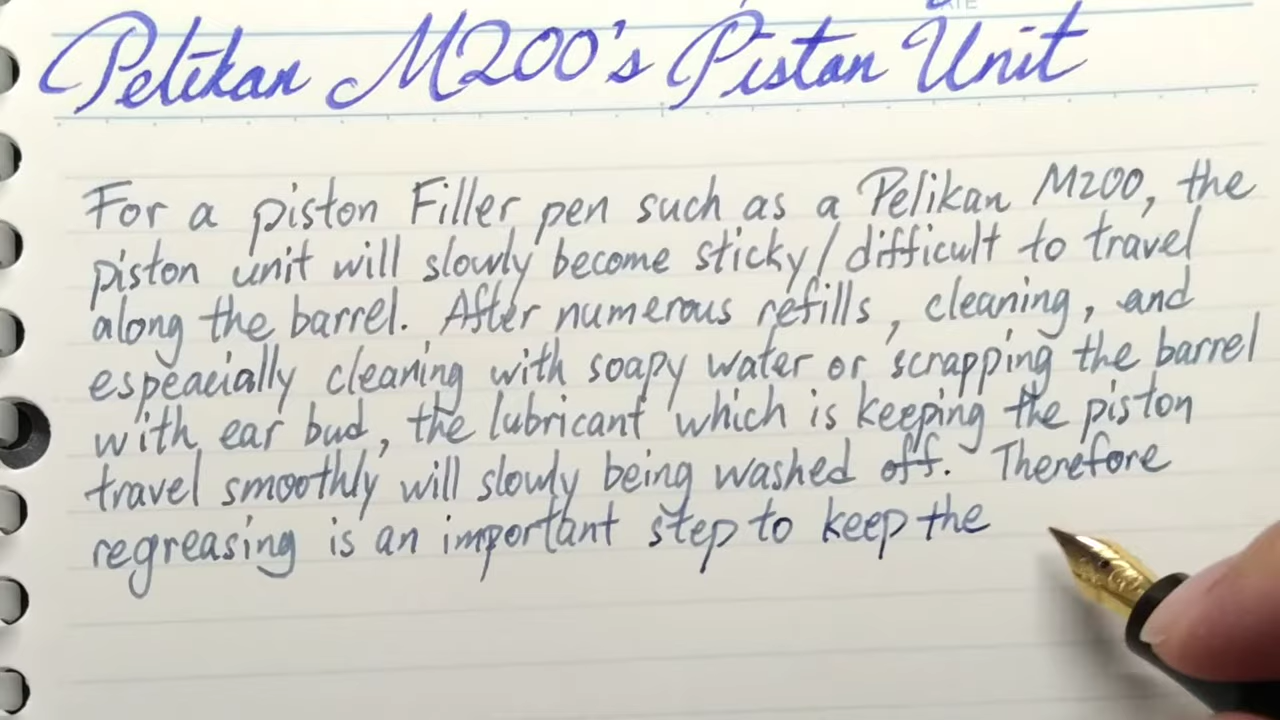 Pelikan M200's Piston Unit
For a piston Filler pen such as a Pelikan M200, the
piston unit will slowly become sticky/difficult to travel
along the barrel. After numerous refills, cleaning, and
espeacially cleaning with soapy water or scrapping the barrel
with ear bud, the lubricant which is keeping the piston
travel smoothly will slowly being washed off. Therefore
regreasing is an important step to keep the